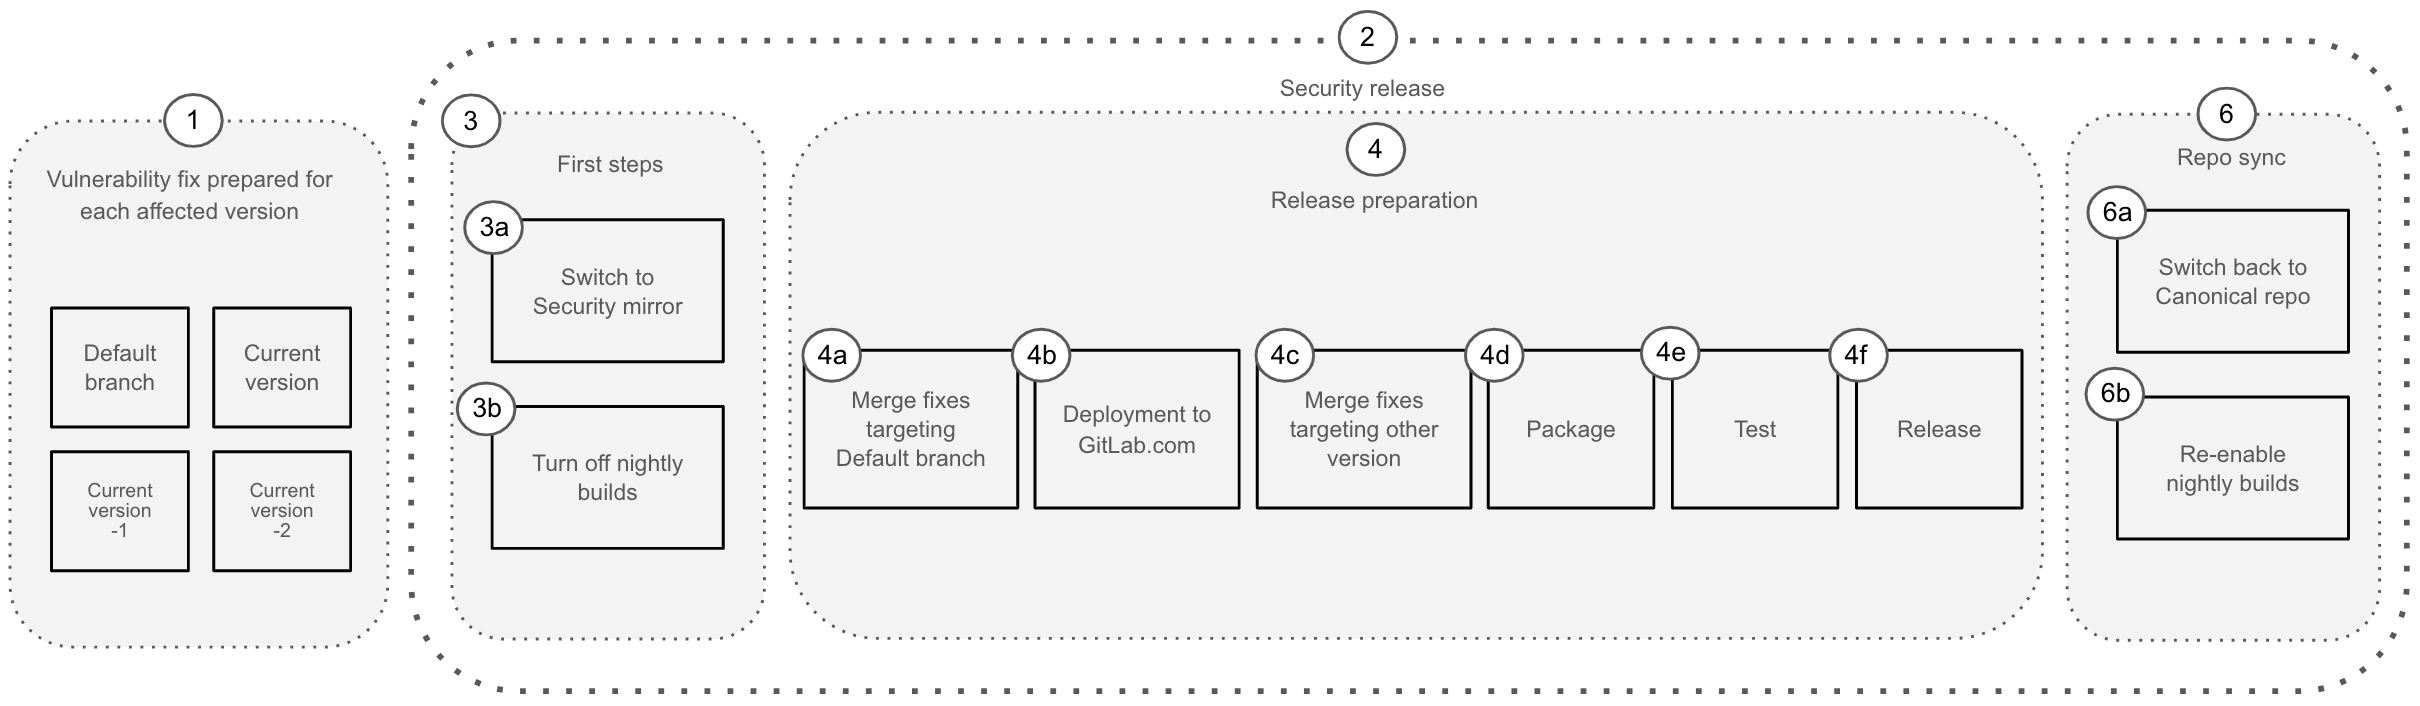 2
Security release
1
Vulnerability fix prepared for
each affected version
Default
branch
Current
version
Current
version
-1
Current
version
-2
3
First steps
3a
Switch to
Security mirror
3b
Turn off nightly
builds
4
Release preparation
4a
Merge fixes
targeting
Default branch
4b
Deployment to
GitLab.com
4c
Merge fixes
targeting other
version
4d
Package
4e
Test
4f
Release
6
Repo sync
6a
Switch back to
Canonical repo
6b
Re-enable
nightly builds